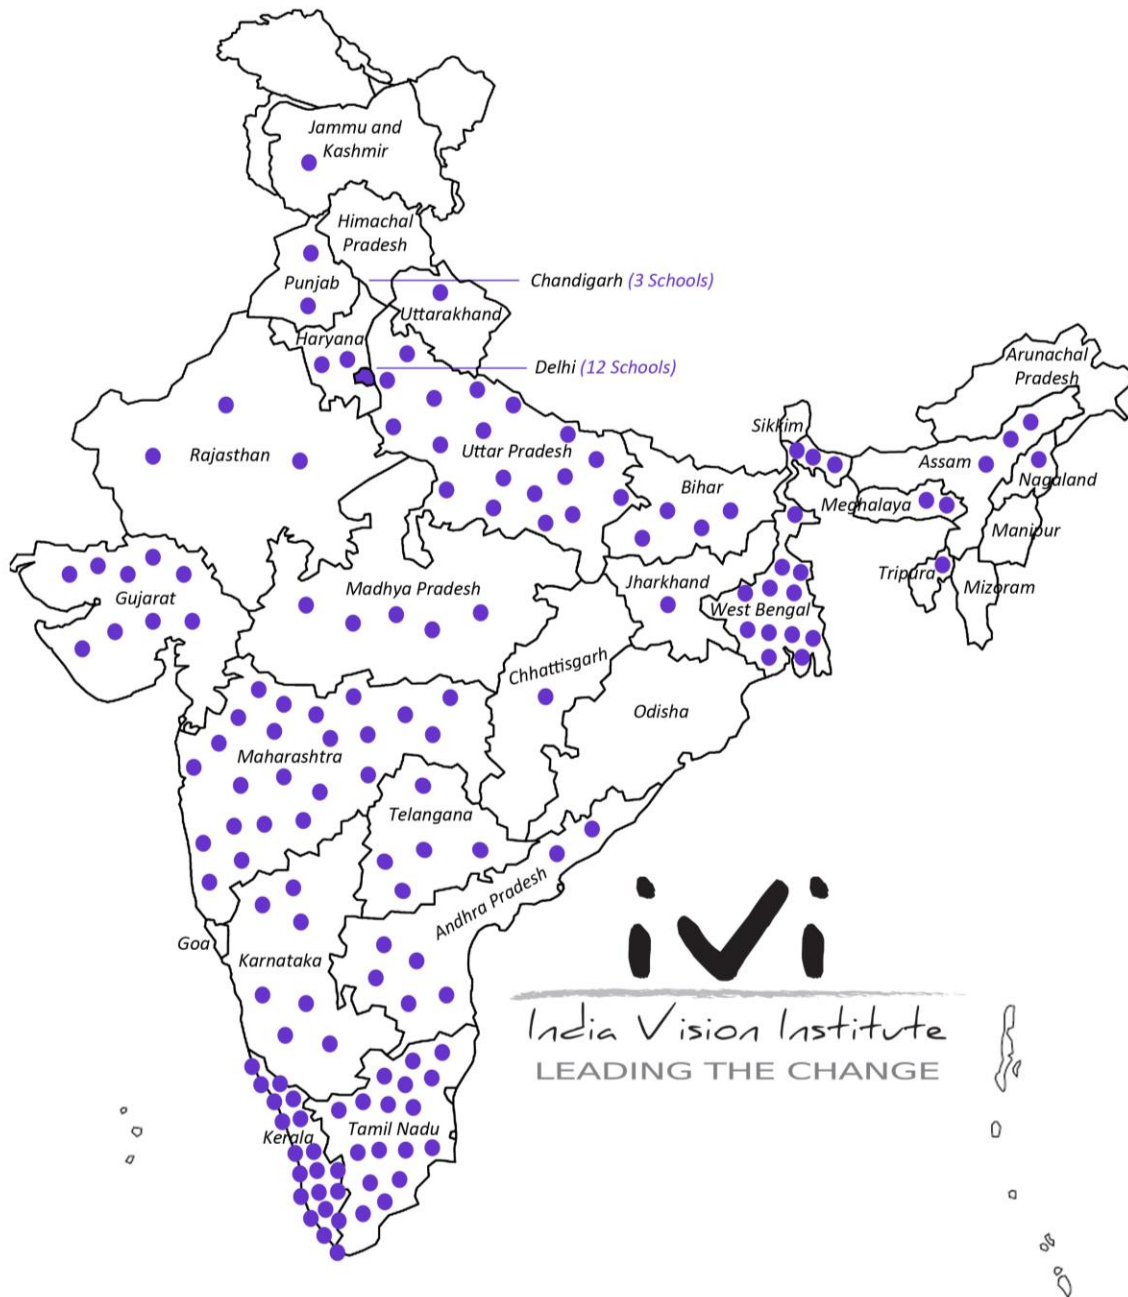 Jammu and
Kashmir
Himachal
Pradesh
Punjab
Chandigarh (3 Schools)
Uttarakhand
Haryana
Delhi (12 Schools)
Arunachal
Pradesh
Sikkim
Rajasthan
Uttar Pradesh
Assam
Nagaland
Bihar
Meghalaya
Manipur
Tripura
Mizoram
Gujarat
Madhya Pradesh
Jharkhand
West Bengal
Chhattisgarh
Odisha
Maharashtra
Telangana
Andhra Pradesh
Goa
Karnataka
Kerala
Tamil Nadu
iVi
India Vision Institute
LEADING THE CHANGE